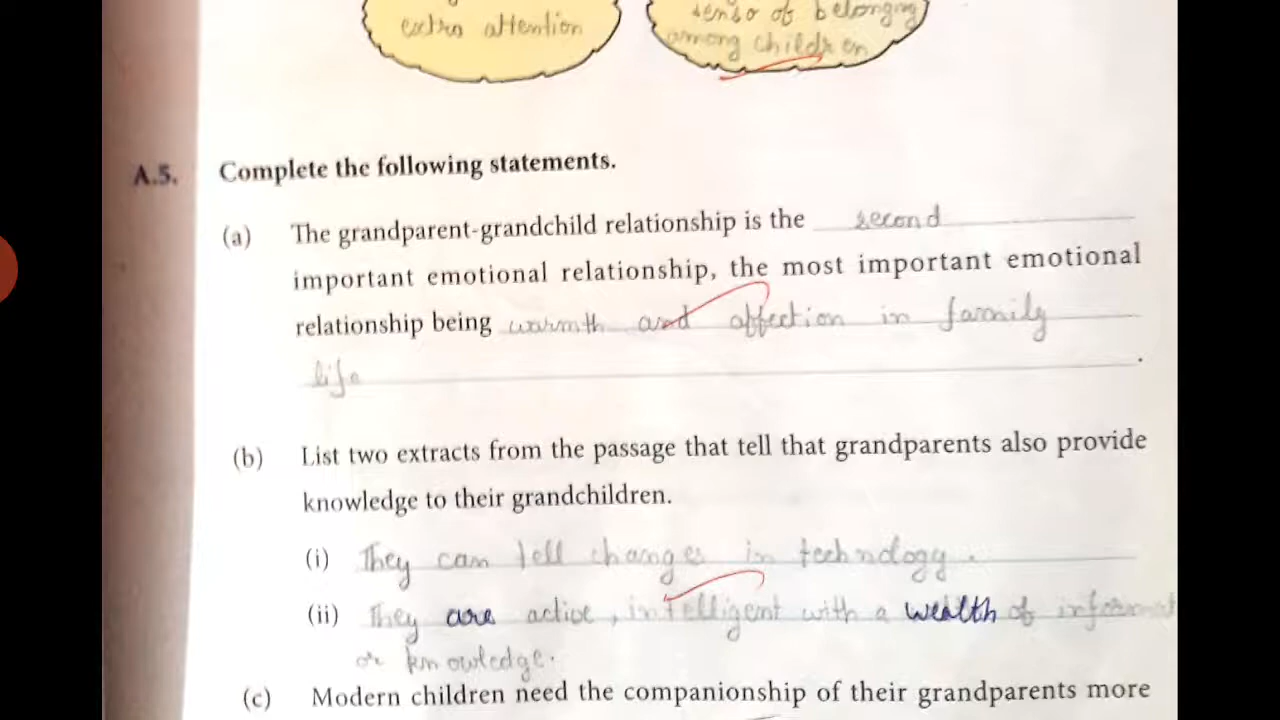 extra attention
sense of belonging
among children
A.5. Complete the following statements.
(a) The grandparent-grandchild relationship is the second
important emotional relationship, the most important emotional
relationship being warmth and affection in family
life .
(b) List two extracts from the passage that tell that grandparents also provide
knowledge to their grandchildren.
(i) They can tell changes in technology.
(ii) They are active, intelligent with a wealth of informat
or knowledge.
(c) Modern children need the companionship of their grandparents more